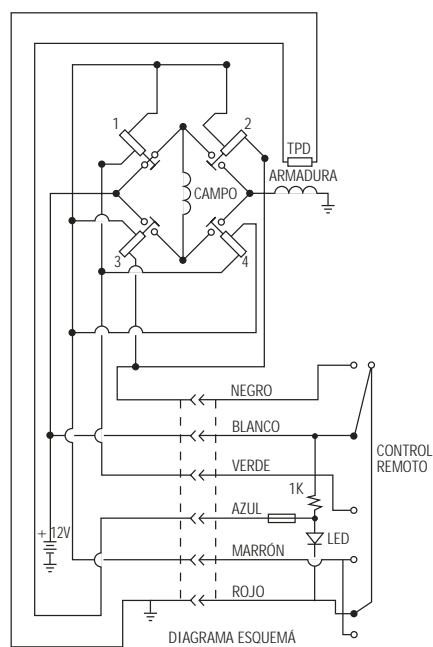 1
2
TPD
ARMADURA
CAMPO
3
4
NEGRO
BLANCO
CONTROL
REMOTO
VERDE
1K
AZUL
LED
+ 12V
MARRÓN
ROJO
DIAGRAMA ESQUEMÁ